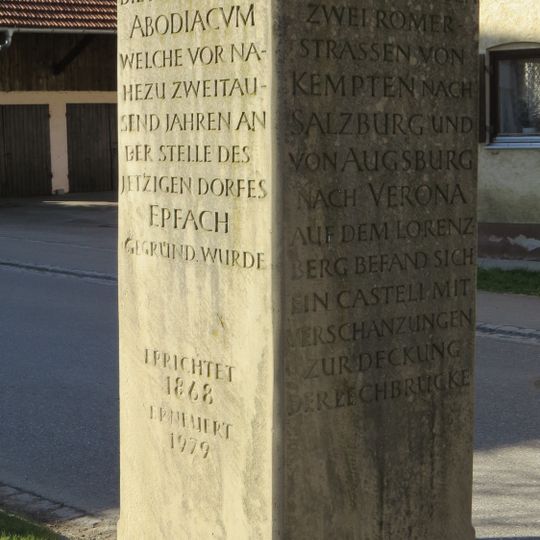 ABODIACVM
WELCHE VOR NA-
HEZU ZWEITAU-
SEND JAHREN AN
DER STELLE DES
JETZIGEN DORFES
EPFACH
GEGRÜND. WURDE
ERRICHTET
1868
ERNEUERT
1979
ZWEI RÖMER
STRASSEN VON
KEMPTEN NACH
SALZBURG UND
VON AUGSBURG
NACH VERONA
AUF DEM LORENZ
BERG BEFAND SICH
EIN CASTELL MIT
VERSCHANZUNGEN
ZUR DECKUNG
DER LECHBRÜCKE